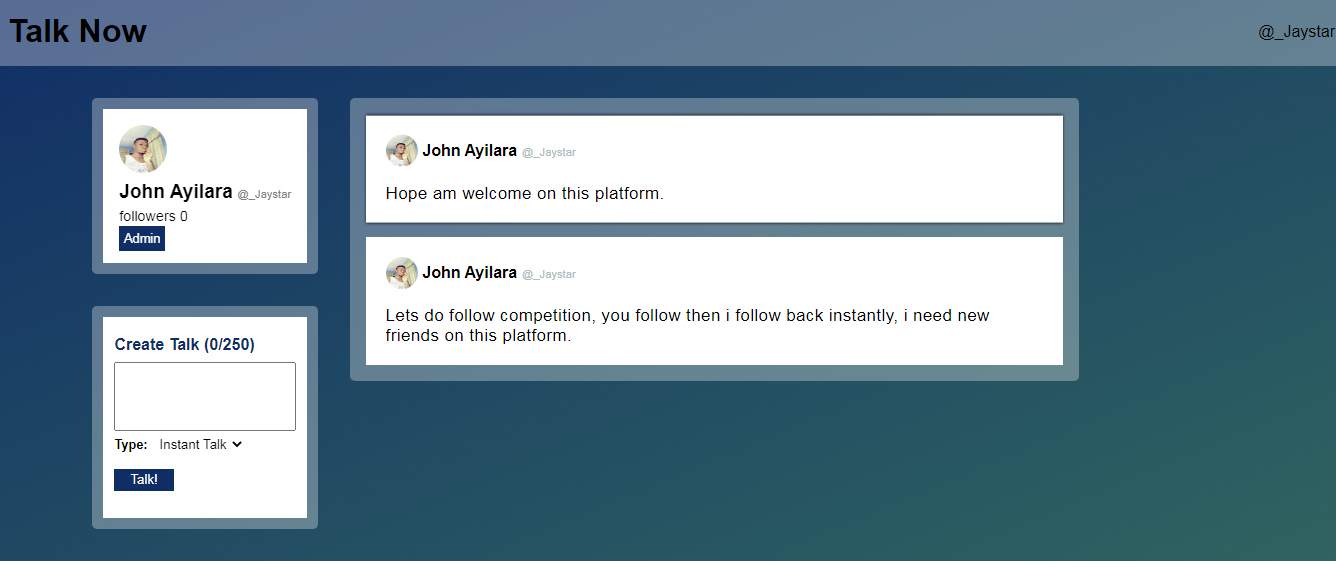 Talk Now
@_Jaystar
John Ayilara @_Jaystar
followers 0
Admin
Create Talk (0/250)
Type: Instant Talk
Talk!
John Ayilara @_Jaystar
Hope am welcome on this platform.
John Ayilara @_Jaystar
Lets do follow competition, you follow then i follow back instantly, i need new
friends on this platform.